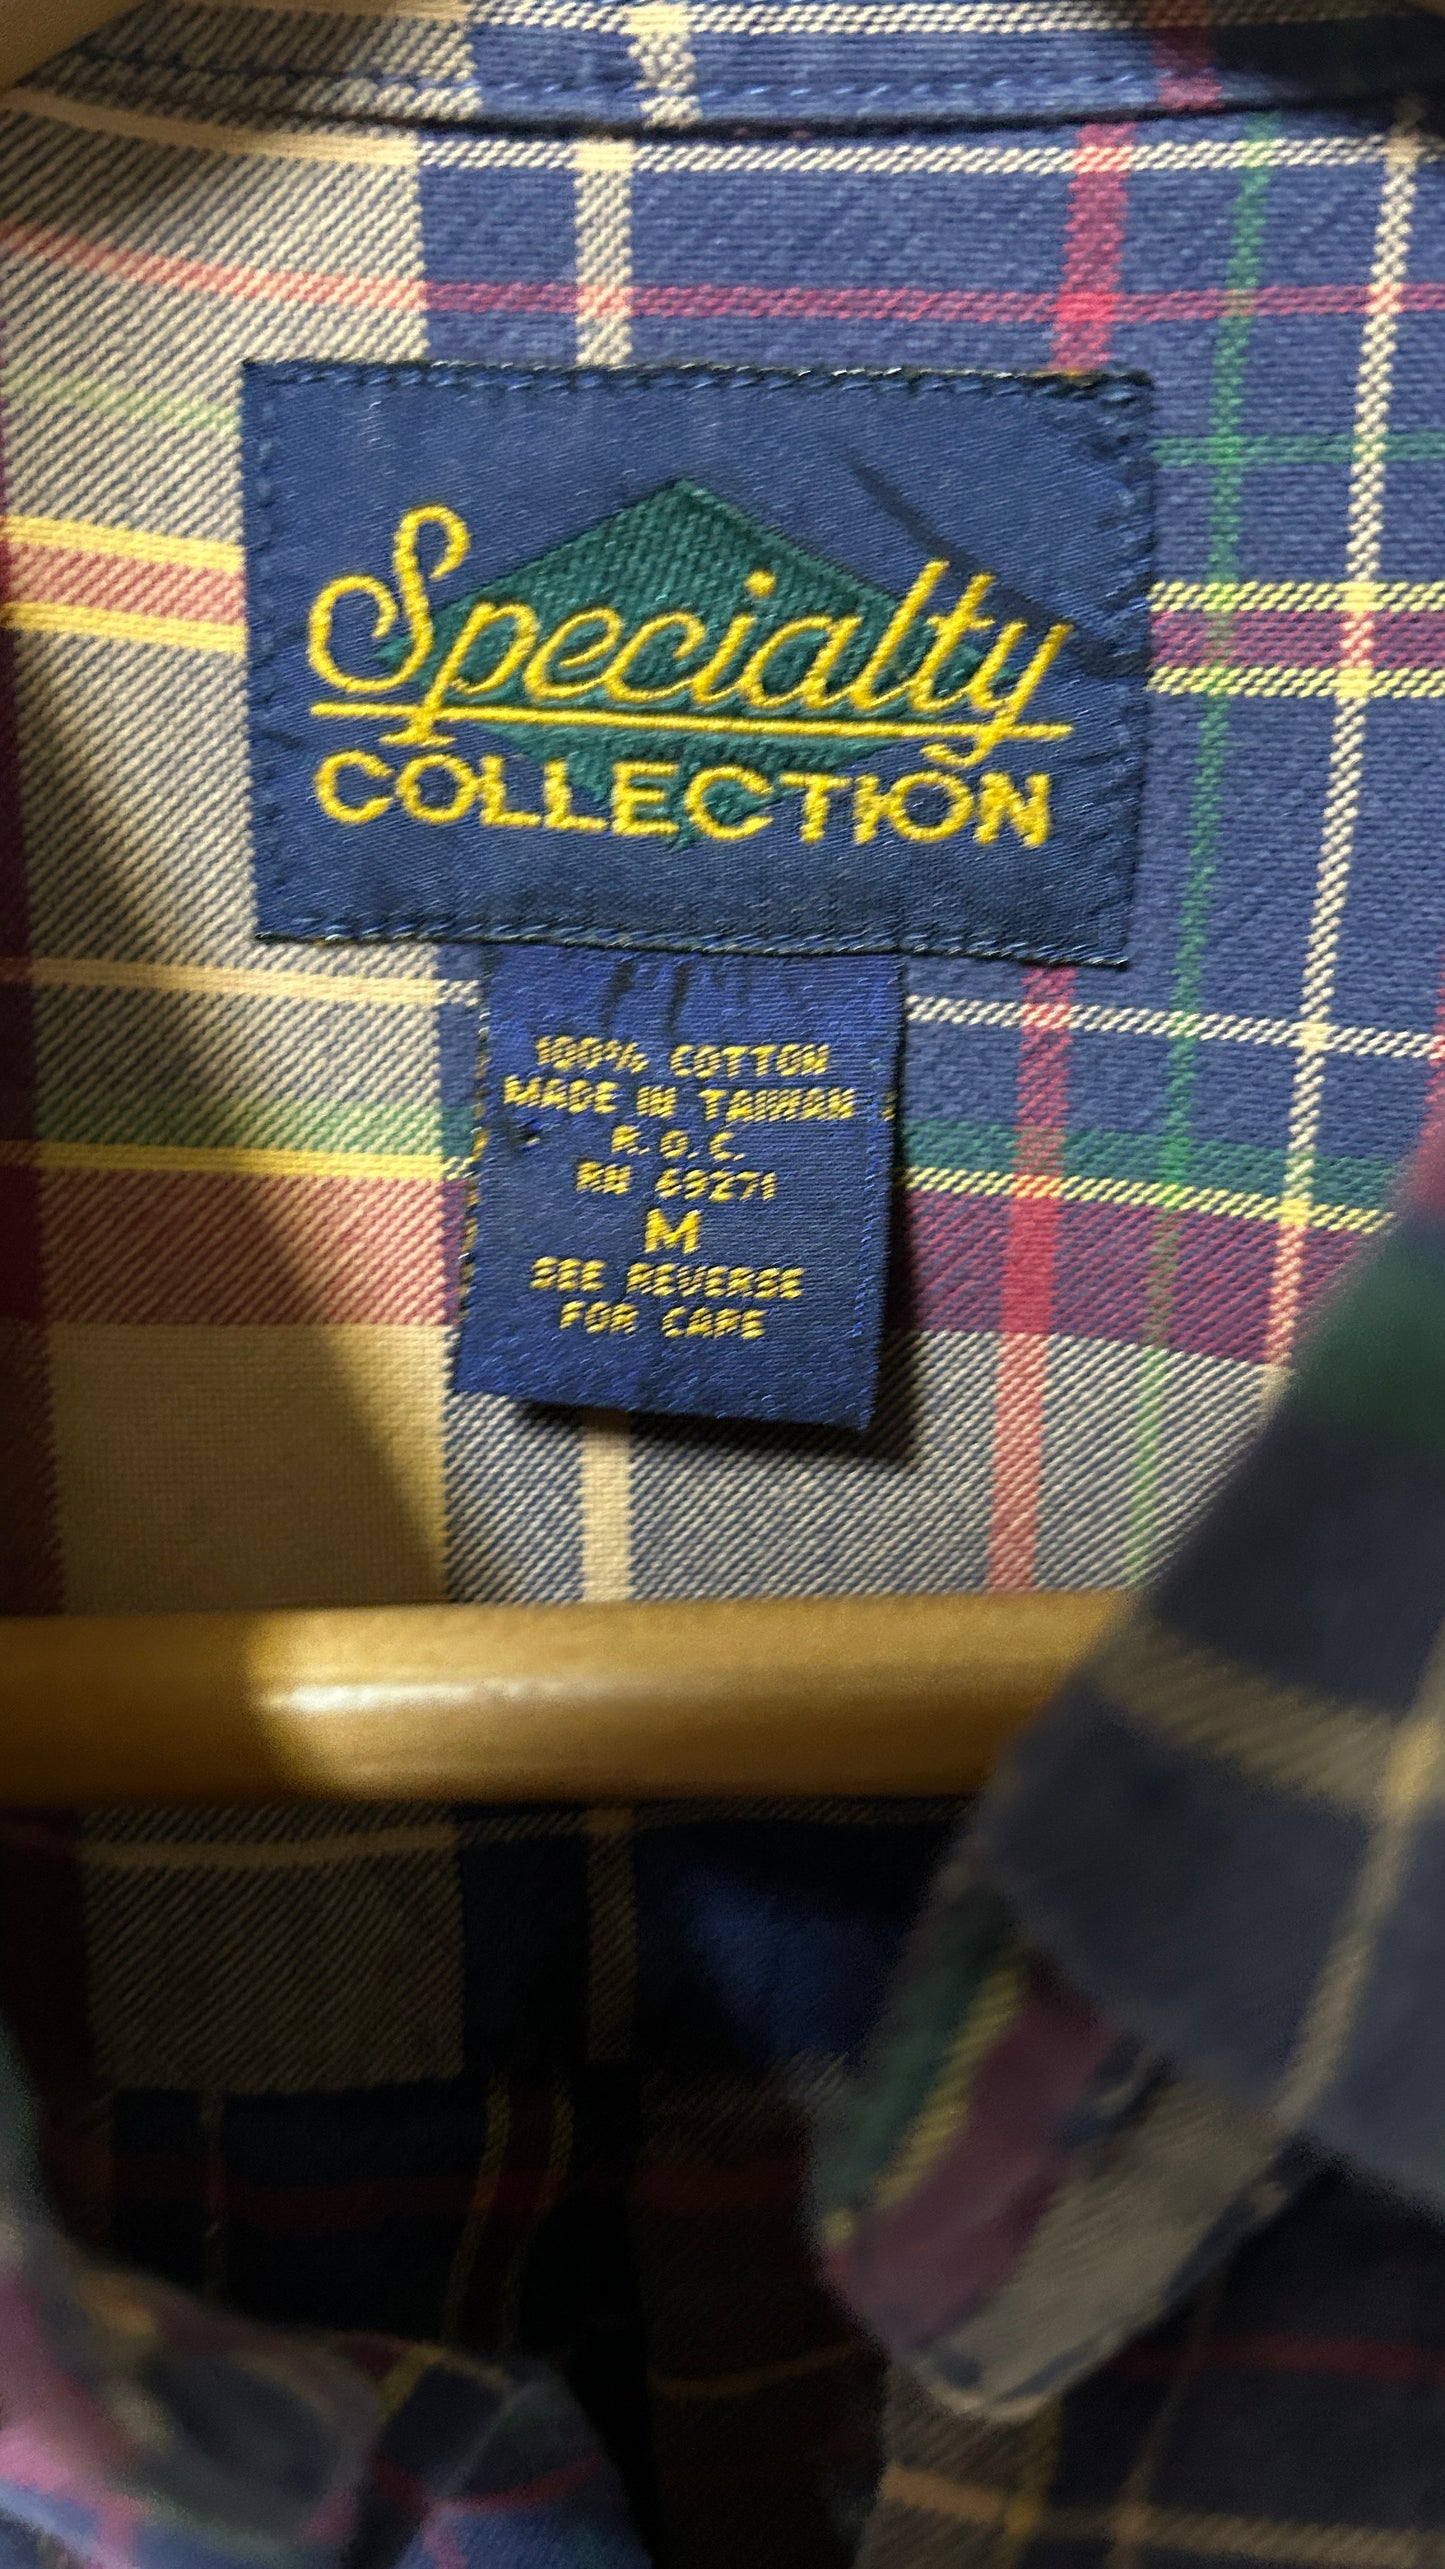 Specialty
COLLECTION
100% COTTON
MADE IN TAIWAN
R.O.C.
RN 69271
M
SEE REVERSE
FOR CARE